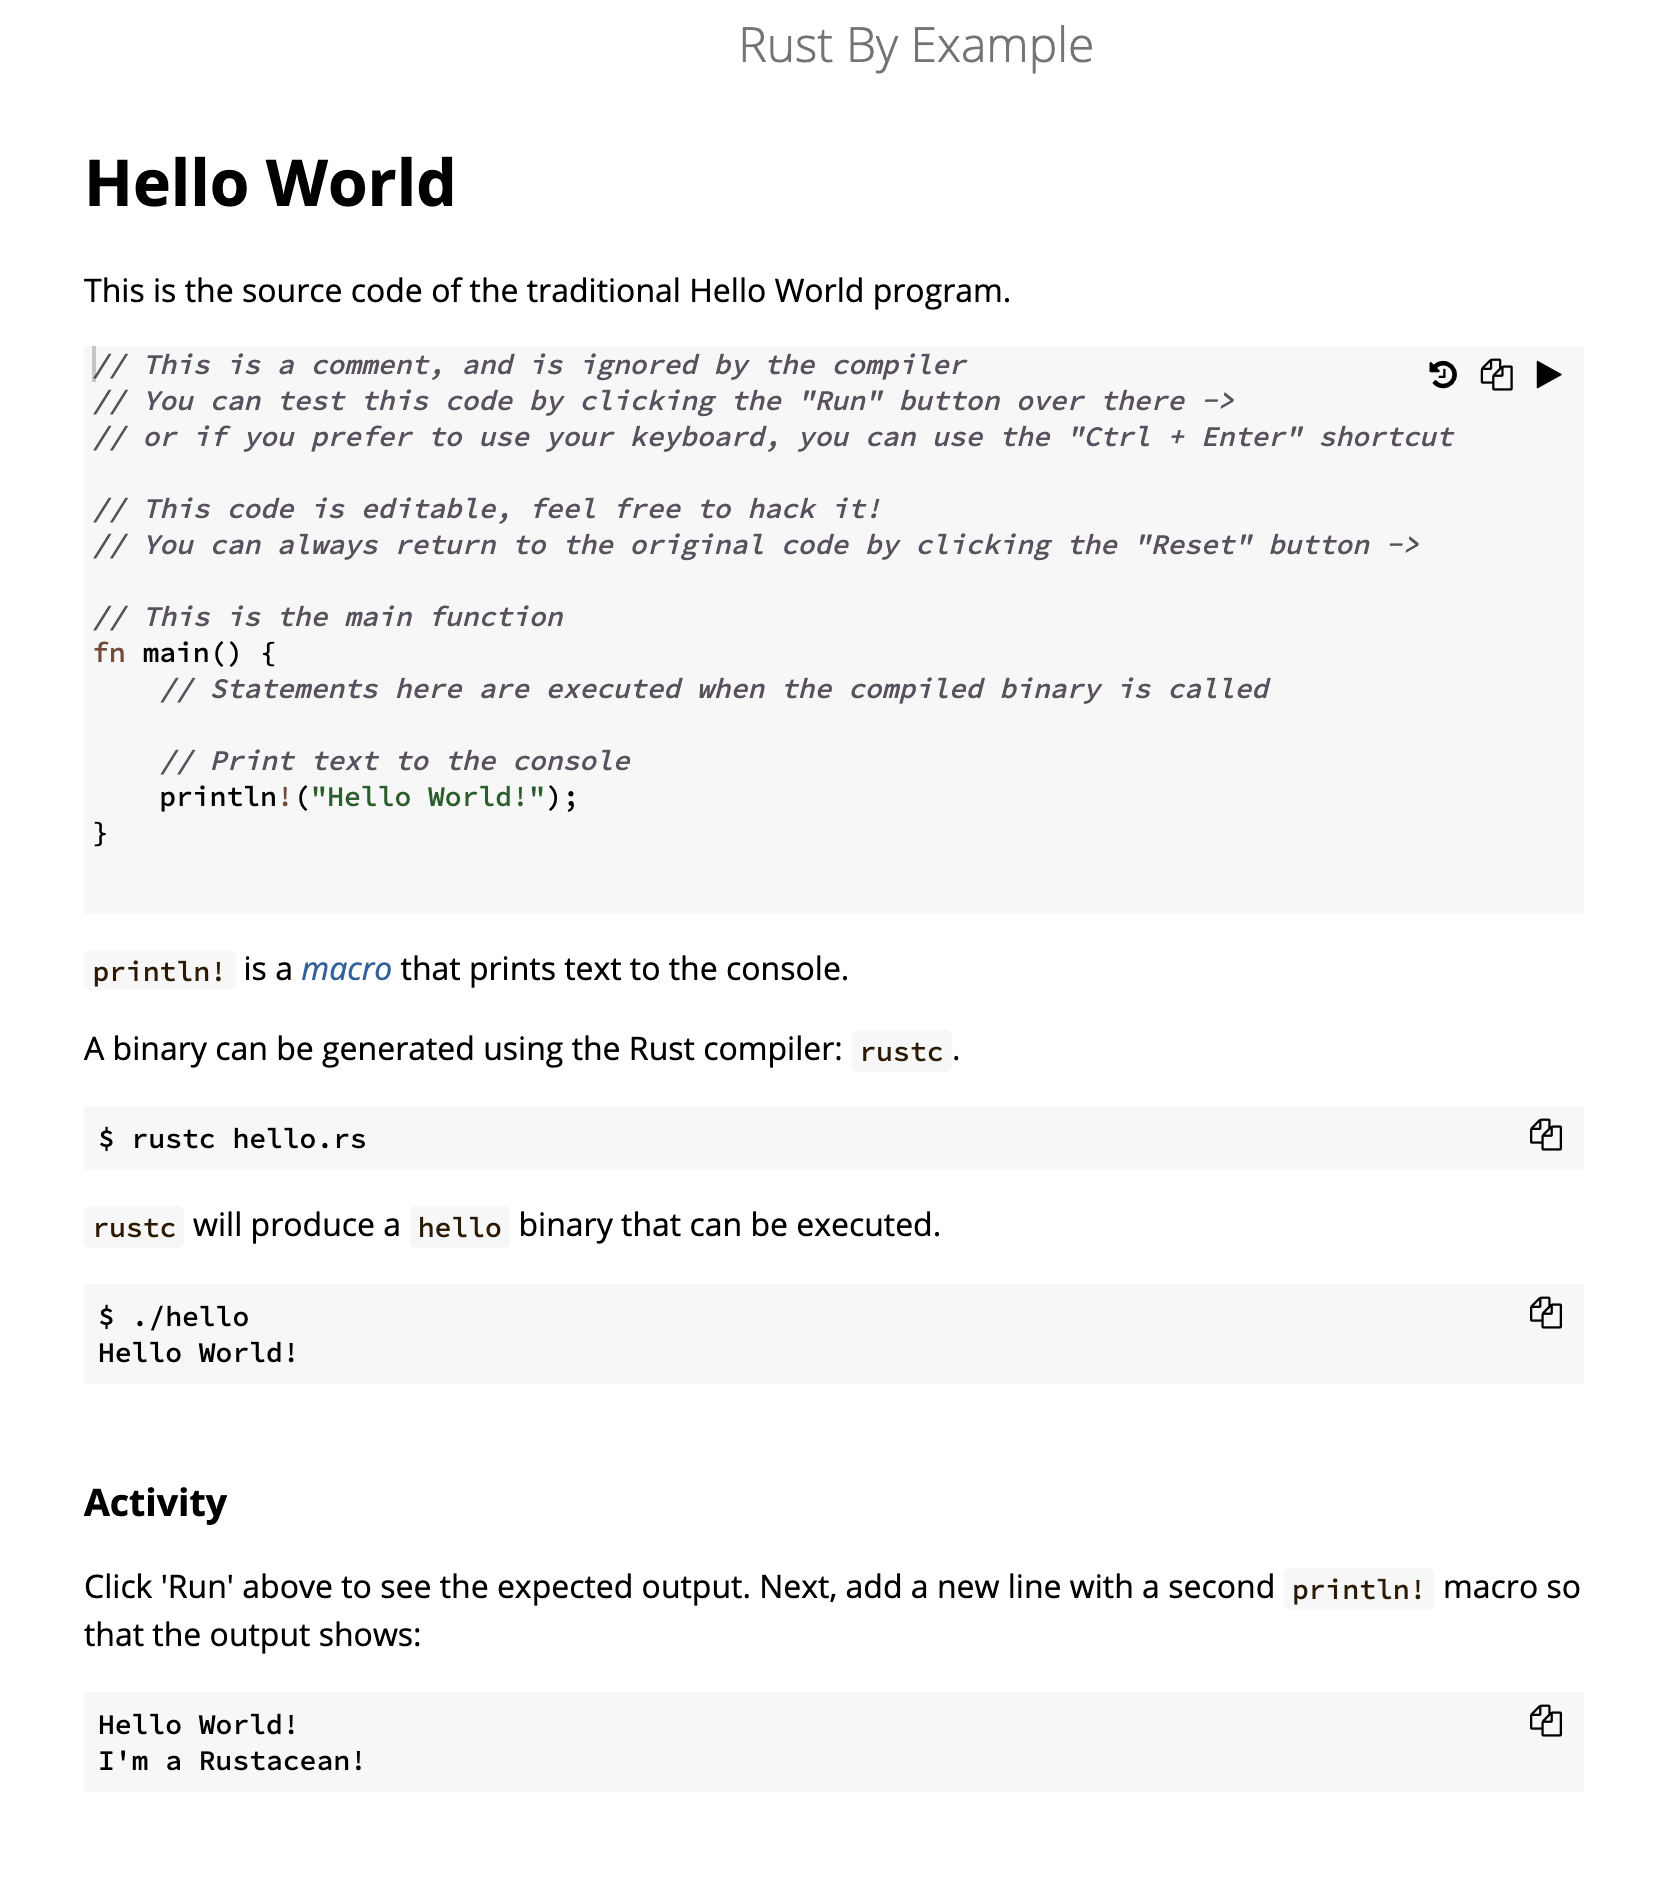 Rust By Example
Hello World
This is the source code of the traditional Hello World program.
// This is a comment, and is ignored by the compiler
// You can test this code by clicking the "Run" button over there ->
// or if you prefer to use your keyboard, you can use the "Ctrl + Enter" shortcut
// This code is editable, feel free to hack it!
// You can always return to the original code by clicking the "Reset" button ->
// This is the main function
fn main() {
    // Statements here are executed when the compiled binary is called
    // Print text to the console
    println!("Hello World!");
}
println! is a macro that prints text to the console.
A binary can be generated using the Rust compiler: rustc.
$ rustc hello.rs
rustc will produce a hello binary that can be executed.
$ ./hello
Hello World!
Activity
Click 'Run' above to see the expected output. Next, add a new line with a second println! macro so
that the output shows:
Hello World!
I'm a Rustacean!